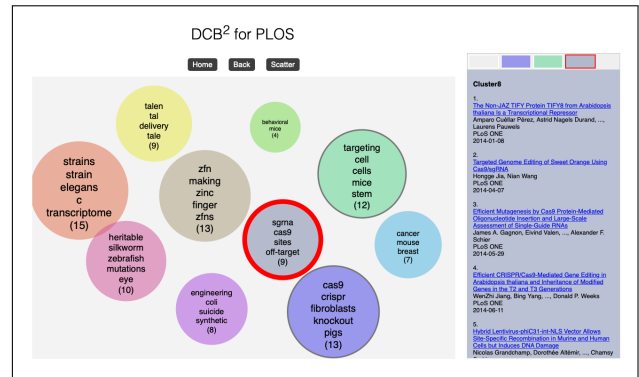 DCB2 for PLOS
Home Back Scatter
talen
tal
delivery
tale
(9)
behavioral
mice
(4)
strains
strain
elegans
c
transcriptome
(15)
zfn
making
zinc
finger
zfns
(13)
targeting
cell
cells
mice
stem
(12)
heritable
silkworm
zebrafish
mutations
eye
(10)
sgrna
cas9
sites
off-target
(9)
cancer
mouse
breast
(7)
engineering
coli
suicide
synthetic
(8)
cas9
crispr
fibroblasts
knockout
pigs
(13)
Cluster8
1.
The Non-JAZ TIFY Protein TIFY8 from Arabidopsis
thaliana Is a Transcriptional Repressor
Amparo Cuéllar Pérez, Astrid Nagels Durand, ...,
Laurens Pauwels
PLoS ONE
2014-01-08
2.
Targeted Genome Editing of Sweet Orange Using
Cas9/sgRNA
Hongge Jia, Nian Wang
PLoS ONE
2014-04-07
3.
Efficient Mutagenesis by Cas9 Protein-Mediated
Oligonucleotide Insertion and Large-Scale
Assessment of Single-Guide RNAs
James A. Gagnon, Eivind Valen, ..., Alexander F.
Schier
PLoS ONE
2014-05-29
4.
Efficient CRISPR/Cas9-Mediated Gene Editing in
Arabidopsis thaliana and Inheritance of Modified
Genes in the T2 and T3 Generations
WenZhi Jiang, Bing Yang, ..., Donald P. Weeks
PLoS ONE
2014-06-11
5.
Hybrid Lentivirus-phiC31-int-NLS Vector Allows
Site-Specific Recombination in Murine and Human
Cells but Induces DNA Damage
Nicolas Grandchamp, Dorothée Altémir, ..., Chamsy